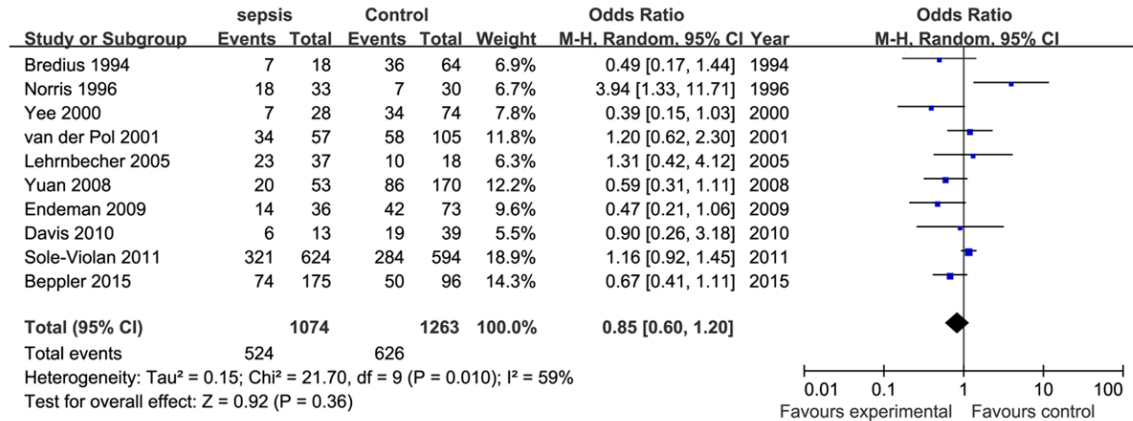 sepsis Control Odds Ratio Odds Ratio
Study or Subgroup Events Total Events Total Weight M-H, Random, 95% CI Year M-H, Random, 95% CI
Bredius 1994 7 18 36 64 6.9% 0.49 [0.17, 1.44] 1994
Norris 1996 18 33 7 30 6.7% 3.94 [1.33, 11.71] 1996
Yee 2000 7 28 34 74 7.8% 0.39 [0.15, 1.03] 2000
van der Pol 2001 34 57 58 105 11.8% 1.20 [0.62, 2.30] 2001
Lehrnbecher 2005 23 37 10 18 6.3% 1.31 [0.42, 4.12] 2005
Yuan 2008 20 53 86 170 12.2% 0.59 [0.31, 1.11] 2008
Endeman 2009 14 36 42 73 9.6% 0.47 [0.21, 1.06] 2009
Davis 2010 6 13 19 39 5.5% 0.90 [0.26, 3.18] 2010
Sole-Violan 2011 321 624 284 594 18.9% 1.16 [0.92, 1.45] 2011
Beppler 2015 74 175 50 96 14.3% 0.67 [0.41, 1.11] 2015
Total (95% CI) 1074 1263 100.0% 0.85 [0.60, 1.20]
Total events 524 626
Heterogeneity: Tau² = 0.15; Chi² = 21.70, df = 9 (P = 0.010); I² = 59%
Test for overall effect: Z = 0.92 (P = 0.36)
0.01 0.1 1 10 100
Favours experimental Favours control